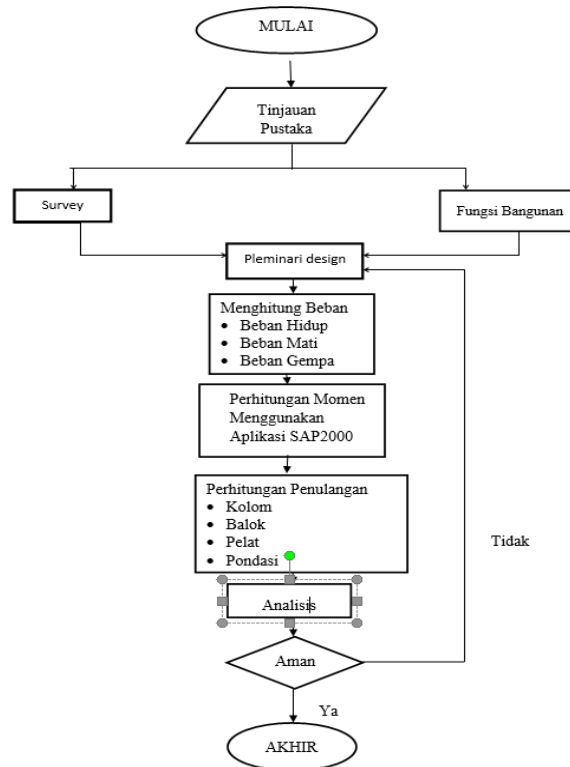 MULAI
Tinjauan
Pustaka
Survey
Fungsi Bangunan
Pleminari design
Menghitung Beban
• Beban Hidup
• Beban Mati
• Beban Gempa
Perhitungan Momen
Menggunakan
Aplikasi SAP2000
Perhitungan Penulangan
• Kolom
• Balok
• Pelat
• Pondasi
Tidak
Analisis
Aman
Ya
AKHIR